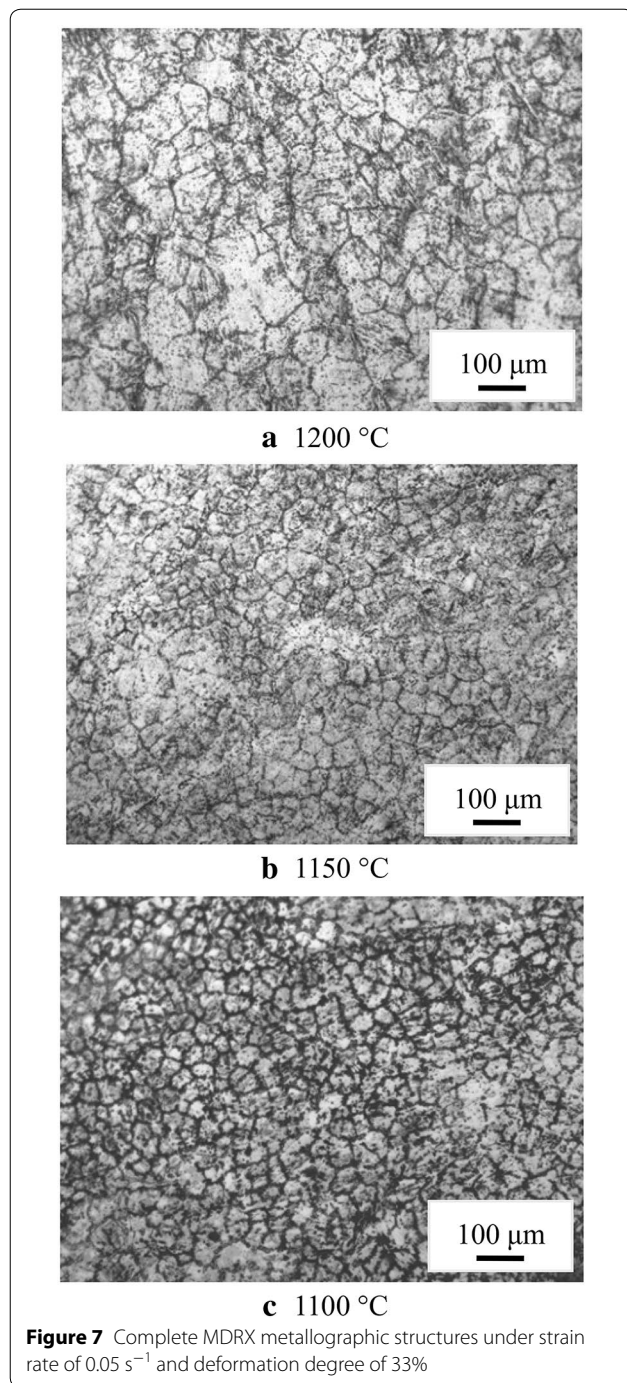 100 μm
a 1200 °C
100 μm
b 1150 °C
100 μm
c 1100 °C
Figure 7 Complete MDRX metallographic structures under strain
rate of 0.05 s⁻¹ and deformation degree of 33%